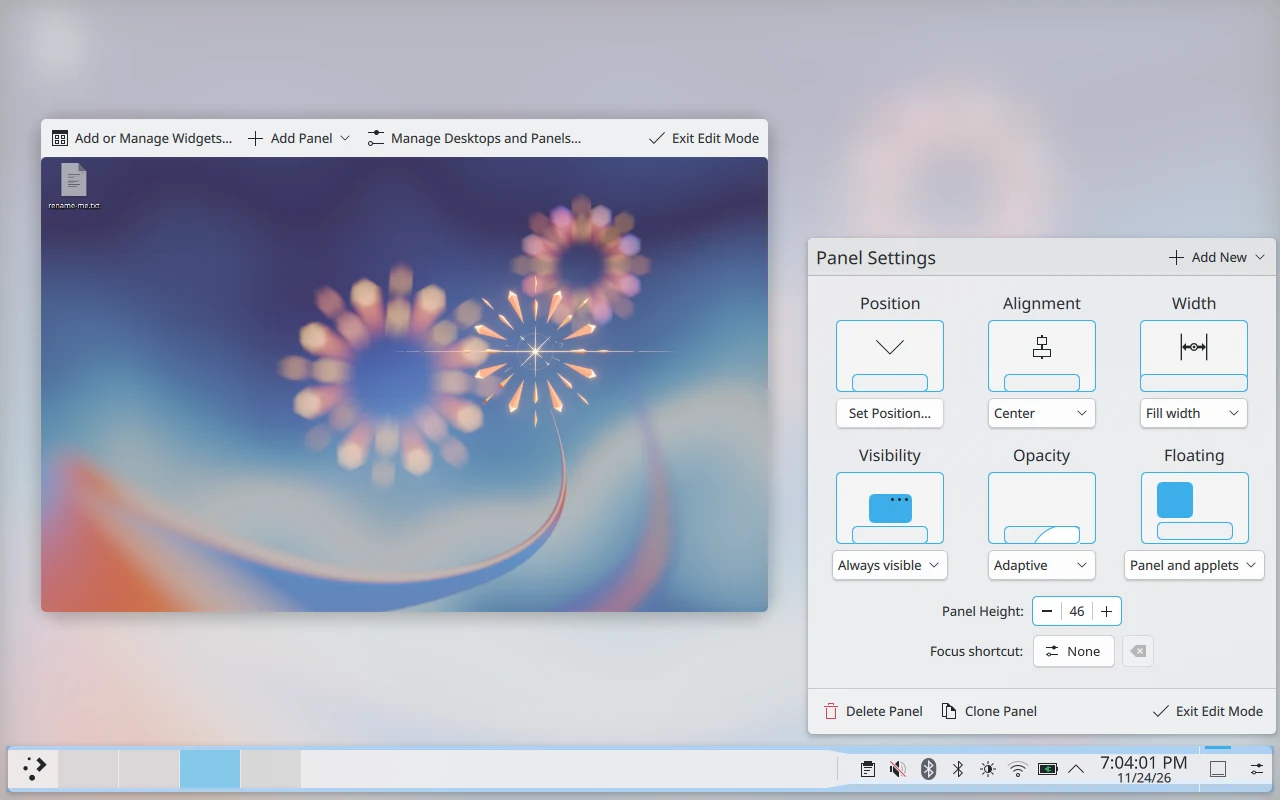 Add or Manage Widgets...
Add Panel
Manage Desktops and Panels...
Exit Edit Mode
rename-me.txt
Panel Settings
Add New
Position
Alignment
Width
Set Position...
Center
Fill width
Visibility
Opacity
Floating
Always visible
Adaptive
Panel and applets
Panel Height:
46
Focus shortcut:
None
Delete Panel
Clone Panel
Exit Edit Mode
7:04:01 PM
11/24/26